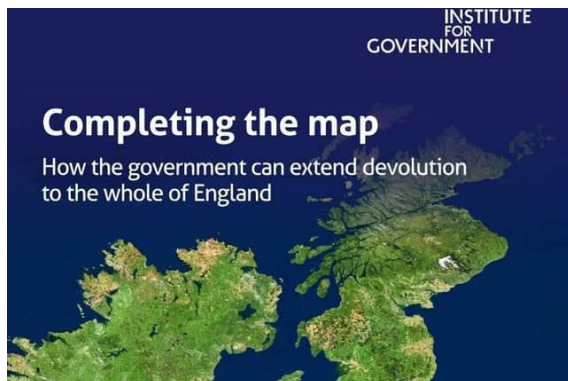 INSTITUTE
FOR
GOVERNMENT
Completing the map
How the government can extend devolution
to the whole of England